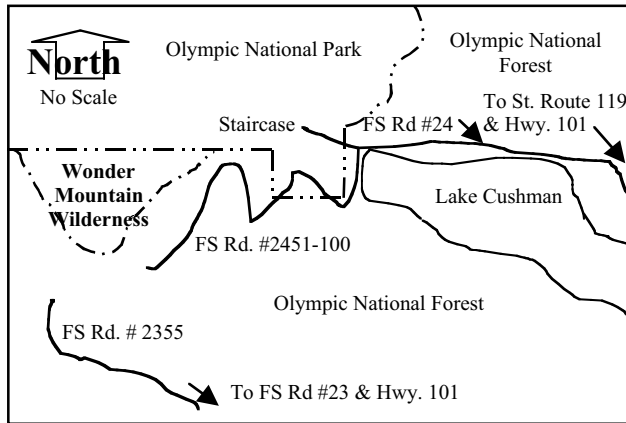 North
No Scale
Olympic National Park
Olympic National
Forest
To St. Route 119
& Hwy. 101
Staircase
FS Rd #24
Wonder
Mountain
Wilderness
Lake Cushman
FS Rd. #2451-100
Olympic National Forest
FS Rd. # 2355
To FS Rd #23 & Hwy. 101